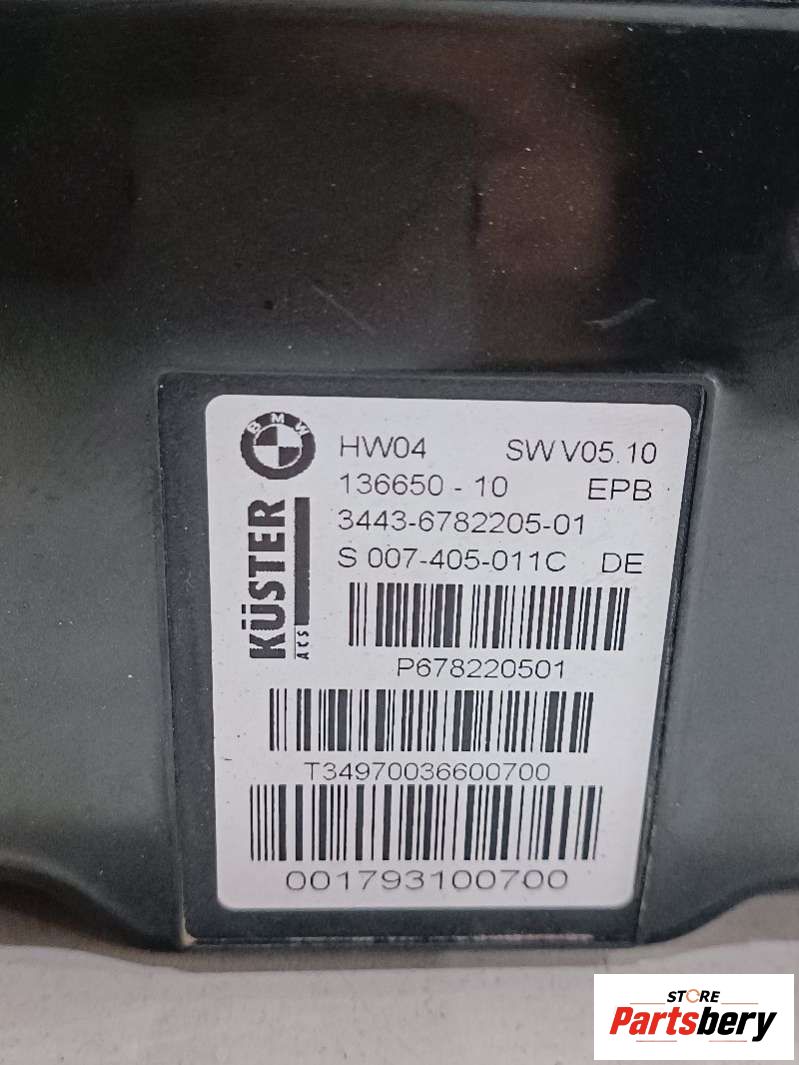 BMW
HW04 SW V05.10
136650 - 10 EPB
3443-6782205-01
S 007-405-011C DE
KÜSTER
ACS
P678220501
T34970036600700
001793100700
STORE
Partsbery